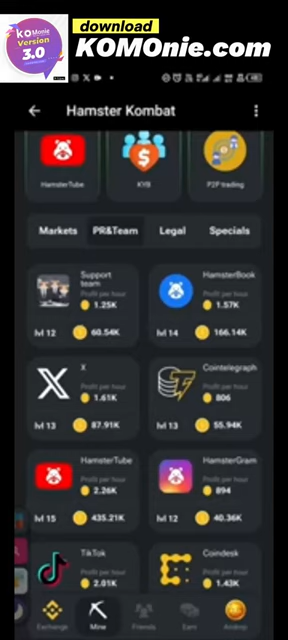 koMonie
Version
3.0
download
KOMOnie.com
Hamster Kombat
HamsterTube
KYB
P2P trading
Markets
PR&Team
Legal
Specials
Support team
Profit per hour
1.25K
lvl 12
60.54K
HamsterBook
Profit per hour
1.57K
lvl 14
166.14K
X
Profit per hour
1.61K
lvl 13
87.91K
Cointelegraph
Profit per hour
806
lvl 13
55.94K
HamsterTube
Profit per hour
2.26K
lvl 15
435.21K
HamsterGram
Profit per hour
894
lvl 12
40.36K
TikTok
Profit per hour
2.01K
Coindesk
Profit per hour
1.43K
Exchange
Mine
Friends
Earn
Airdrop